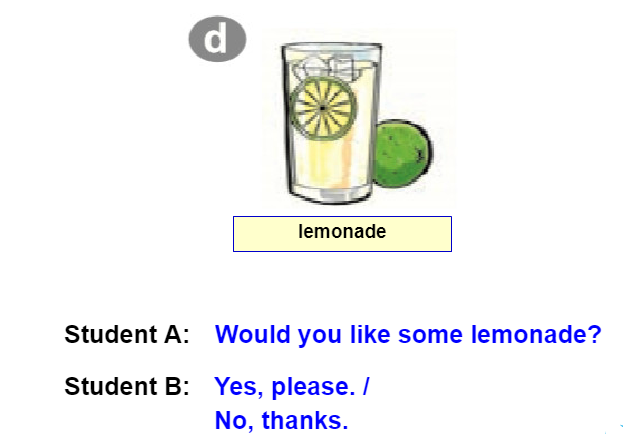 d
lemonade
Student A: Would you like some lemonade?
Student B: Yes, please. /
No, thanks.